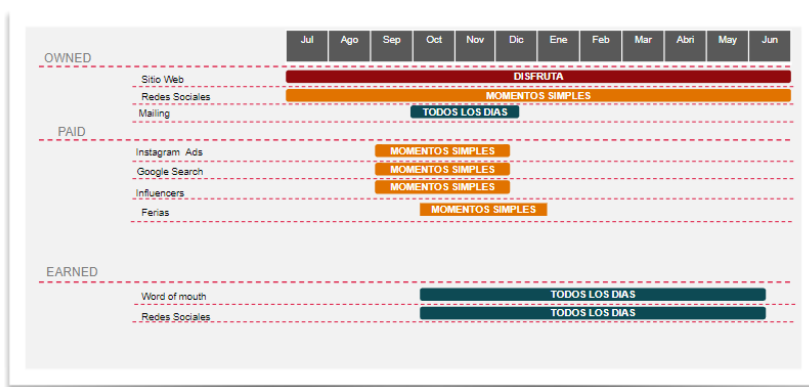 Jul Ago Sep Oct Nov Dic Ene Feb Mar Abri May Jun
OWNED
Sitio Web DISFRUTA
Redes Sociales MOMENTOS SIMPLES
Mailing TODOS LOS DIAS
PAID
Instagram Ads MOMENTOS SIMPLES
Google Search MOMENTOS SIMPLES
Influencers MOMENTOS SIMPLES
Ferias MOMENTOS SIMPLES
EARNED
Word of mouth TODOS LOS DIAS
Redes Sociales TODOS LOS DIAS